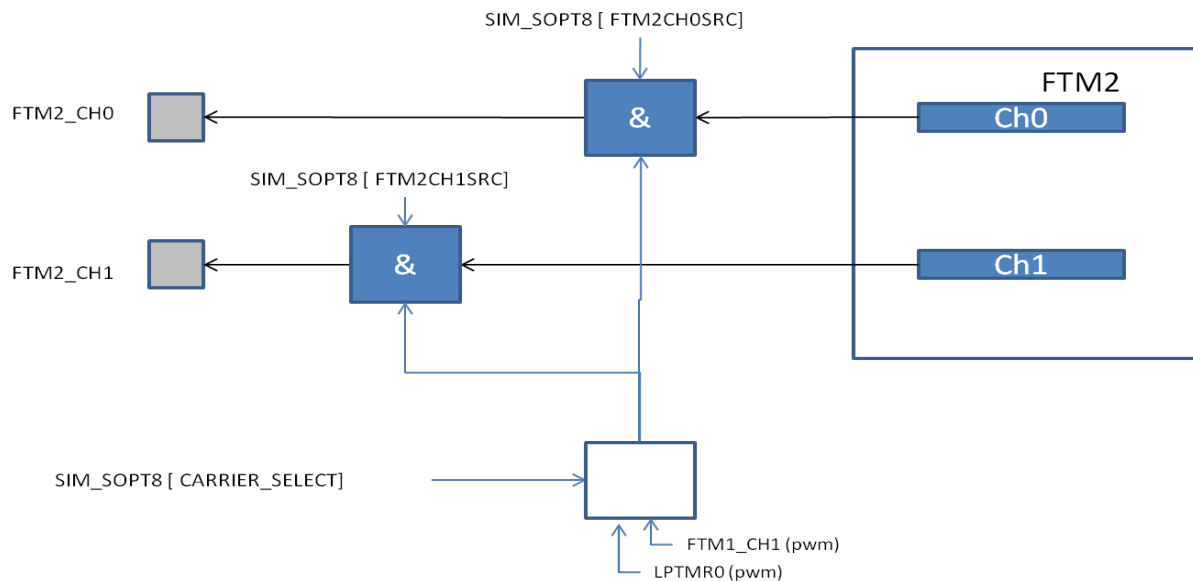 SIM_SOPT8 [ FTM2CH0SRC]
FTM2
FTM2_CH0
&
Ch0
SIM_SOPT8 [ FTM2CH1SRC]
FTM2_CH1
&
Ch1
SIM_SOPT8 [ CARRIER_SELECT]
FTM1_CH1 (pwm)
LPTMR0 (pwm)